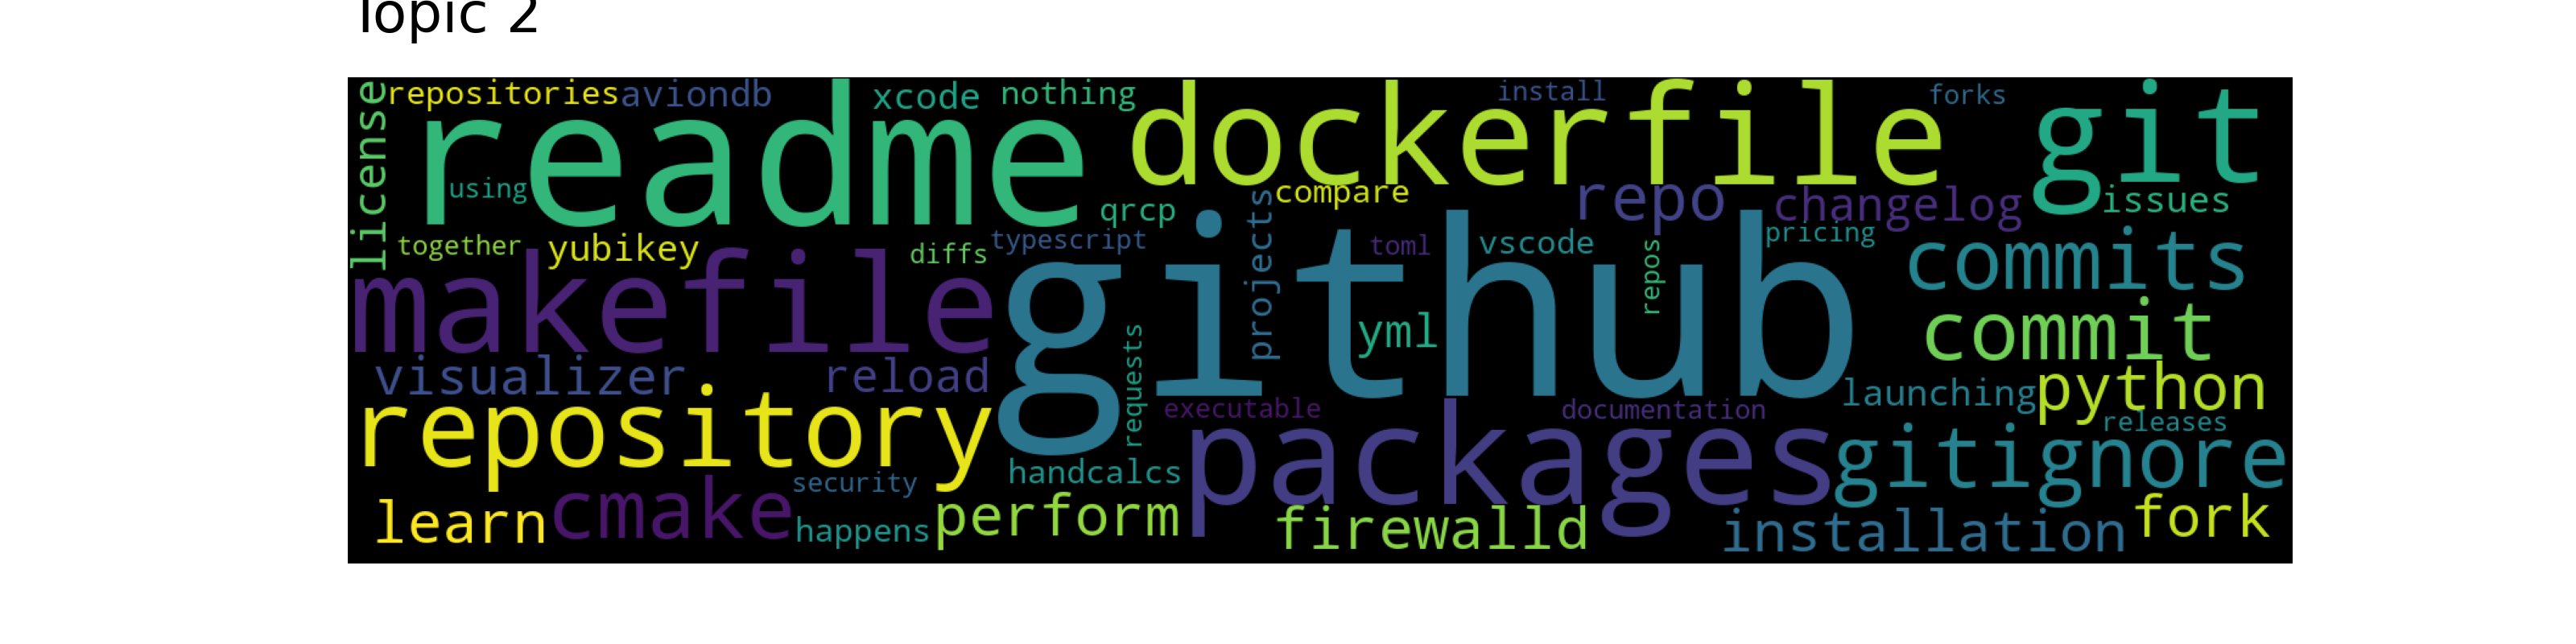 Topic 2
license
repositories
aviondb
xcode
nothing
install
forks
readme
dockerfile
git
using
compare
repo
changelog
issues
qrcp
projects
together
yubikey
diffs
typescript
toml
vscode
repos
pricing
commits
makefile
github
yml
commit
requests
visualizer
reload
launching
python
repository
executable
documentation
releases
packages
gitignore
handcalcs
security
learn
cmake
happens
perform
firewalld
installation
fork